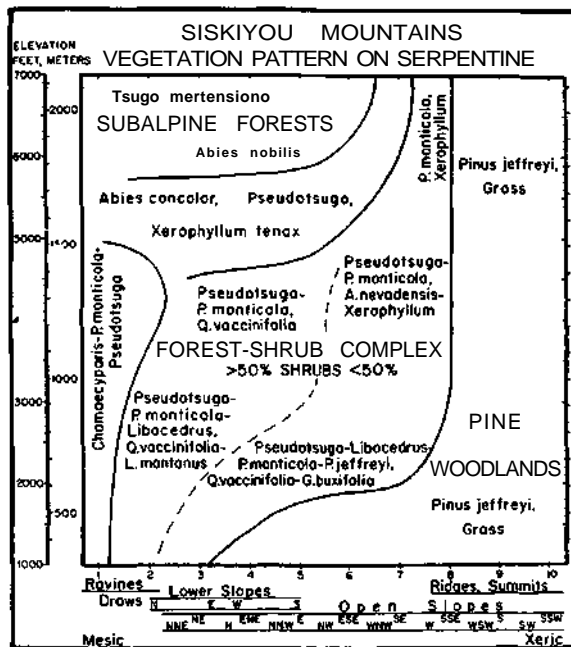 SISKIYOU MOUNTAINS
VEGETATION PATTERN ON SERPENTINE
ELEVATION
FEET, METERS
7000
6000
5000
4000
3000
2000
1000
2000
1000
500
Tsugo mertensiono
SUBALPINE FORESTS
Abies nobilis
Abies concolor, Pseudotsuga,
Xerophyllum tenax
P. monticola,
Xerophyllum
Pinus jeffreyi,
Grass
Chamaecyparis-P. monticola-
Pseudotsuga
Pseudotsuga-
P. monticola,
Q. vaccinifolia
Pseudotsuga-
P. monticola,
A. nevadensis-
Xerophyllum
FOREST-SHRUB COMPLEX
>50% SHRUBS <50%
Pseudotsuga-
P. monticola-
Libocedrus,
Q. vaccinifolia-
L. montanus
Pseudotsuga-Libocedrus-
P. monticola-P. jeffreyi,
Q. vaccinifolia-G. buxifolia
PINE
WOODLANDS
Pinus jeffreyi,
Grass
1 2 3 4 5 6 7 8 9 10
Ravines
Draws
Lower Slopes
Open Slopes
Ridges, Summits
N E W S
NNE NE N ENE NNW E NW ESE WNW SE W SSE WSW S SW SSW
Mesic
Xeric